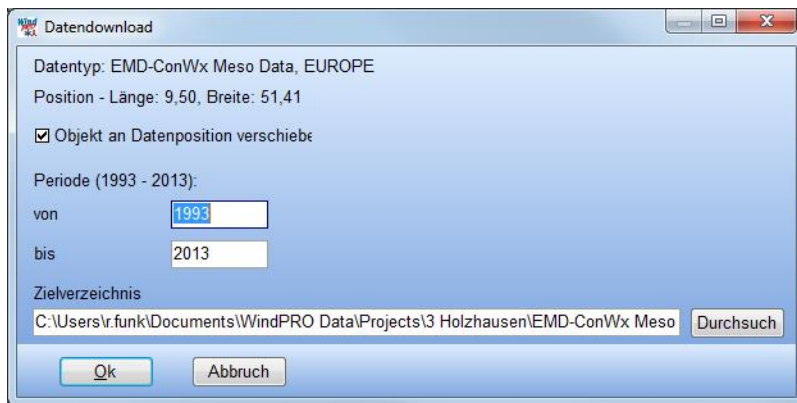 Datendownload
Datentyp: EMD-ConWx Meso Data, EUROPE
Position - Länge: 9,50, Breite: 51,41
Objekt an Datenposition verschiebe
Periode (1993 - 2013):
von 1993
bis 2013
Zielverzeichnis
C:\Users\r.funk\Documents\WindPRO Data\Projects\3 Holzhausen\EMD-ConWx Meso Durchsuch
Ok Abbruch